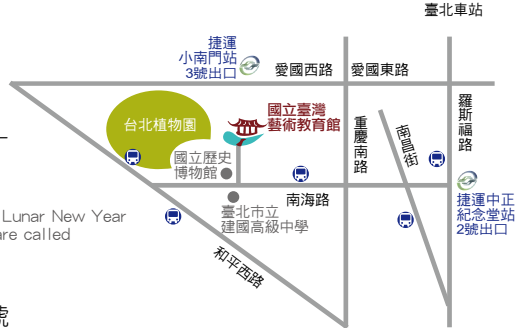 臺北車站
捷運
小南門站
3號出口
愛國西路
愛國東路
台北植物園
國立臺灣
藝術教育館
重慶南路
南昌街
羅斯福路
國立歷史
博物館
南海路
捷運中正
紀念堂站
2號出口
臺北市立
建國高級中學
和平西路
Lunar New Year
are called
號